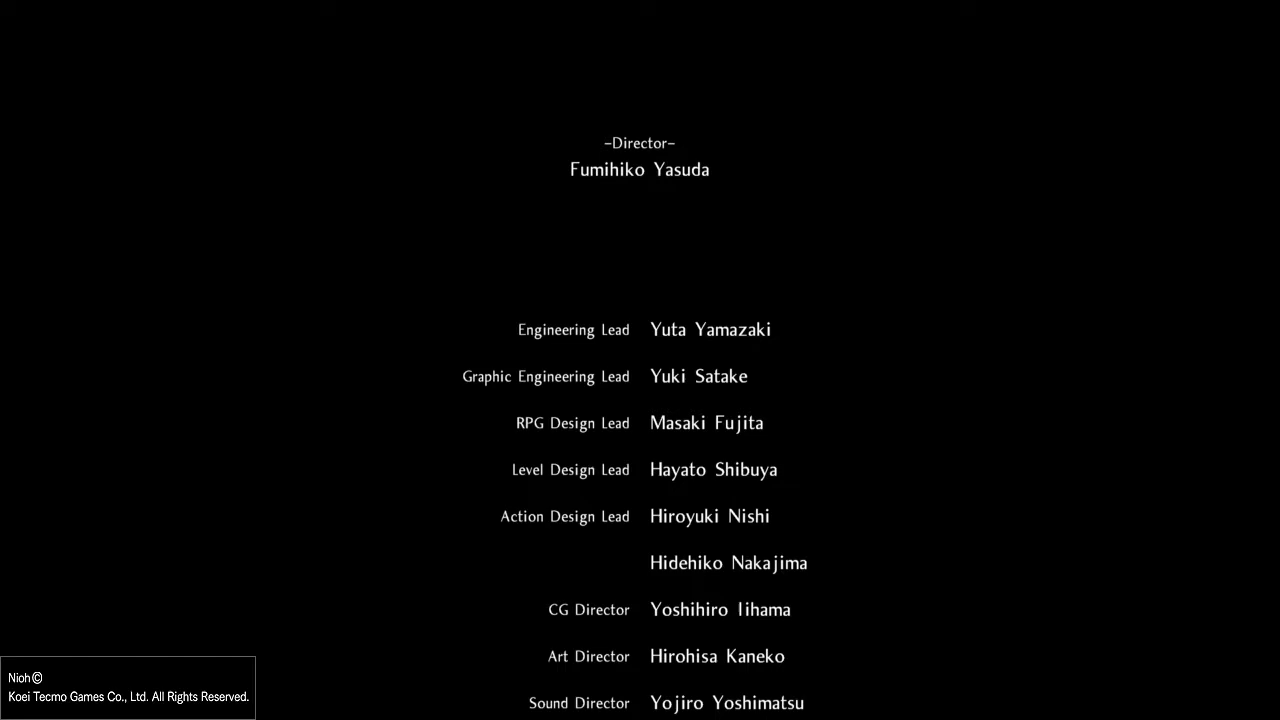 –Director–
Fumihiko Yasuda
Engineering Lead Yuta Yamazaki
Graphic Engineering Lead Yuki Satake
RPG Design Lead Masaki Fujita
Level Design Lead Hayato Shibuya
Action Design Lead Hiroyuki Nishi
Hidehiko Nakajima
CG Director Yoshihiro Iihama
Art Director Hirohisa Kaneko
Sound Director Yojiro Yoshimatsu
Nioh©
Koei Tecmo Games Co., Ltd. All Rights Reserved.